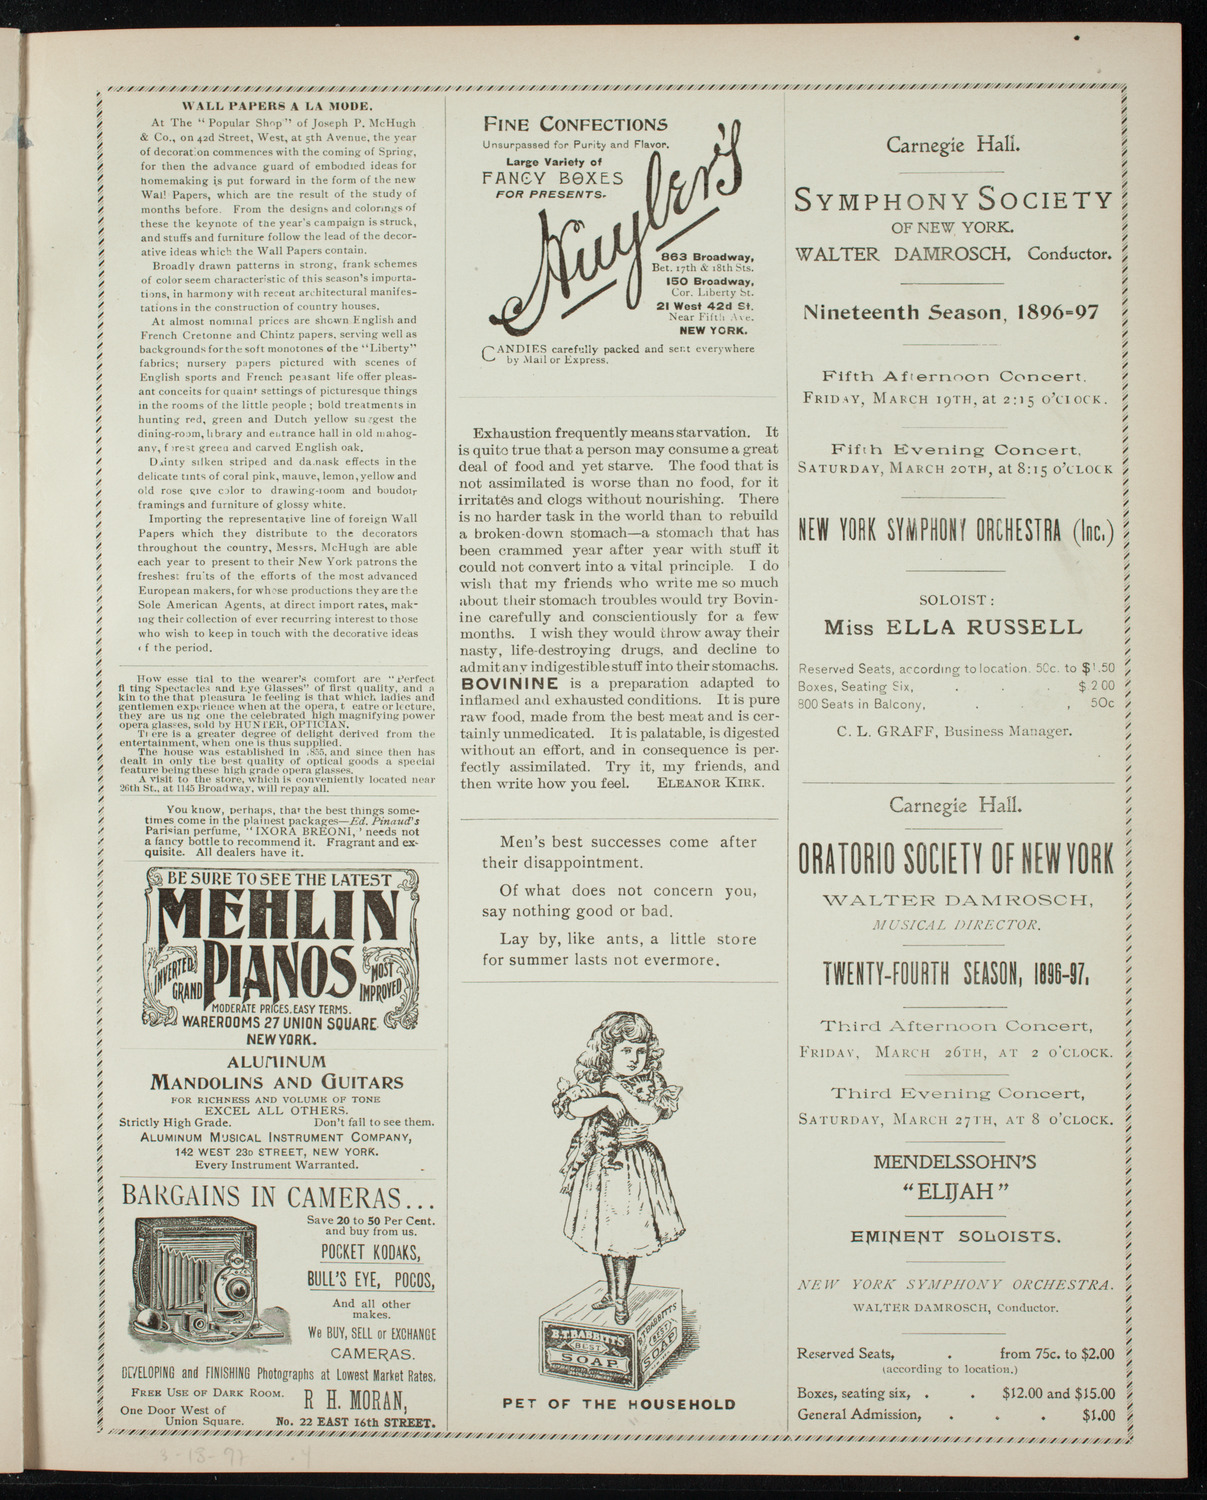 WALL PAPERS A LA MODE.
At The "Popular Shop" of Joseph P. McHugh
& Co., on 42d Street, West, at 5th Avenue, the year
of decoration commences with the coming of Spring,
for then the advance guard of embodied ideas for
homemaking is put forward in the form of the new
Wall Papers, which are the result of the study of
months before. From the designs and colorings of
these the keynote of the year's campaign is struck,
and stuffs and furniture follow the lead of the decor-
ative ideas which the Wall Papers contain.
Broadly drawn patterns in strong, frank schemes
of color seem characteristic of this season's importa-
tions, in harmony with recent architectural manifes-
tations in the construction of country houses.
At almost nominal prices are shown English and
French Cretonne and Chintz papers, serving well as
backgrounds for the soft monotones of the "Liberty"
fabrics; nursery papers pictured with scenes of
English sports and French peasant life offer pleas-
ant conceits for quaint settings of picturesque things
in the rooms of the little people; bold treatments in
hunting red, green and Dutch yellow suggest the
dining-room, library and entrance hall in old mahog-
any, forest green and carved English oak.
Dainty silken striped and damask effects in the
delicate tints of coral pink, mauve, lemon, yellow and
old rose give color to drawing-room and boudoir
framings and furniture of glossy white.
Importing the representative line of foreign Wall
Papers which they distribute to the decorators
throughout the country, Messrs. McHugh are able
each year to present to their New York patrons the
freshest fruits of the efforts of the most advanced
European makers, for whose productions they are the
Sole American Agents, at direct import rates, mak-
ing their collection of ever recurring interest to those
who wish to keep in touch with the decorative ideas
of the period.
How esse tial to the wearer's comfort are "Perfect
fi ting Spectacles and Eye Glasses" of first quality, and a
kin to the that pleasura le feeling is that which ladies and
gentlemen experience when at the opera, t eatre or lecture,
they are us ng one the celebrated high magnifying power
opera glasses, sold by HUNTER, OPTICIAN.
There is a greater degree of delight derived from the
entertainment, when one is thus supplied.
The house was established in 1855, and since then has
dealt in only the best quality of optical goods a special
feature being these high grade opera glasses.
A visit to the store, which is conveniently located near
26th St., at 1145 Broadway, will repay all.
You know, perhaps, that the best things some-
times come in the plainest packages—Ed. Pinaud's
Parisian perfume, "IXORA BREONI,' needs not
a fancy bottle to recommend it. Fragrant and ex-
quisite. All dealers have it.
BE SURE TO SEE THE LATEST
MEHLIN
INVERTED GRAND PIANOS MOST IMPROVED
MODERATE PRICES. EASY TERMS.
WAREROOMS 27 UNION SQUARE
NEW YORK.
ALUMINUM
MANDOLINS AND GUITARS
FOR RICHNESS AND VOLUME OF TONE
EXCEL ALL OTHERS.
Strictly High Grade. Don't fail to see them.
ALUMINUM MUSICAL INSTRUMENT COMPANY,
142 WEST 23D STREET, NEW YORK.
Every Instrument Warranted.
BARGAINS IN CAMERAS...
Save 20 to 50 Per Cent.
and buy from us.
POCKET KODAKS,
BULL'S EYE, POCOS,
And all other
makes.
We BUY, SELL or EXCHANGE
CAMERAS.
DEVELOPING and FINISHING Photographs at Lowest Market Rates.
FREE USE OF DARK ROOM.
One Door West of
Union Square.
R H. MORAN,
No. 22 EAST 16th STREET.
FINE CONFECTIONS
Unsurpassed for Purity and Flavor.
Large Variety of
FANCY BOXES
FOR PRESENTS.
Huyler's
863 Broadway,
Bet. 17th & 18th Sts.
150 Broadway,
Cor. Liberty St.
21 West 42d St.
Near Fifth Ave.
NEW YORK.
CANDIES carefully packed and sent everywhere
by Mail or Express.
Exhaustion frequently means starvation. It
is quite true that a person may consume a great
deal of food and yet starve. The food that is
not assimilated is worse than no food, for it
irritates and clogs without nourishing. There
is no harder task in the world than to rebuild
a broken-down stomach—a stomach that has
been crammed year after year with stuff it
could not convert into a vital principle. I do
wish that my friends who write me so much
about their stomach troubles would try Bovin-
ine carefully and conscientiously for a few
months. I wish they would throw away their
nasty, life-destroying drugs, and decline to
admit any indigestible stuff into their stomachs.
BOVININE is a preparation adapted to
inflamed and exhausted conditions. It is pure
raw food, made from the best meat and is cer-
tainly unmedicated. It is palatable, is digested
without an effort, and in consequence is per-
fectly assimilated. Try it, my friends, and
then write how you feel. ELEANOR KIRK.
Men's best successes come after
their disappointment.
Of what does not concern you,
say nothing good or bad.
Lay by, like ants, a little store
for summer lasts not evermore.
B.T. BABBITT'S
BEST
SOAP
B.T. BABBITTS
BEST
SOAP
PET OF THE HOUSEHOLD
Carnegie Hall.
SYMPHONY SOCIETY
OF NEW YORK.
WALTER DAMROSCH, Conductor.
Nineteenth Season, 1896=97
Fifth Afternoon Concert,
FRIDAY, MARCH 19TH, at 2:15 O'CLOCK.
Fifth Evening Concert,
SATURDAY, MARCH 20TH, at 8:15 O'CLOCK
NEW YORK SYMPHONY ORCHESTRA (Inc.)
SOLOIST:
Miss ELLA RUSSELL
Reserved Seats, according to location. 50c. to $1.50
Boxes, Seating Six, . . . $12 00
800 Seats in Balcony, . . , 50c
C. L. GRAFF, Business Manager.
Carnegie Hall.
ORATORIO SOCIETY OF NEW YORK
WALTER DAMROSCH,
MUSICAL DIRECTOR.
TWENTY-FOURTH SEASON, 1896-97,
Third Afternoon Concert,
FRIDAY, MARCH 26TH, AT 2 O'CLOCK.
Third Evening Concert,
SATURDAY, MARCH 27TH, AT 8 O'CLOCK.
MENDELSSOHN'S
"ELIJAH"
EMINENT SOLOISTS.
NEW YORK SYMPHONY ORCHESTRA.
WALTER DAMROSCH, Conductor.
Reserved Seats, . from 75c. to $2.00
(according to location.)
Boxes, seating six, . . $12.00 and $15.00
General Admission, . . . $1.00
3-18-97 .4